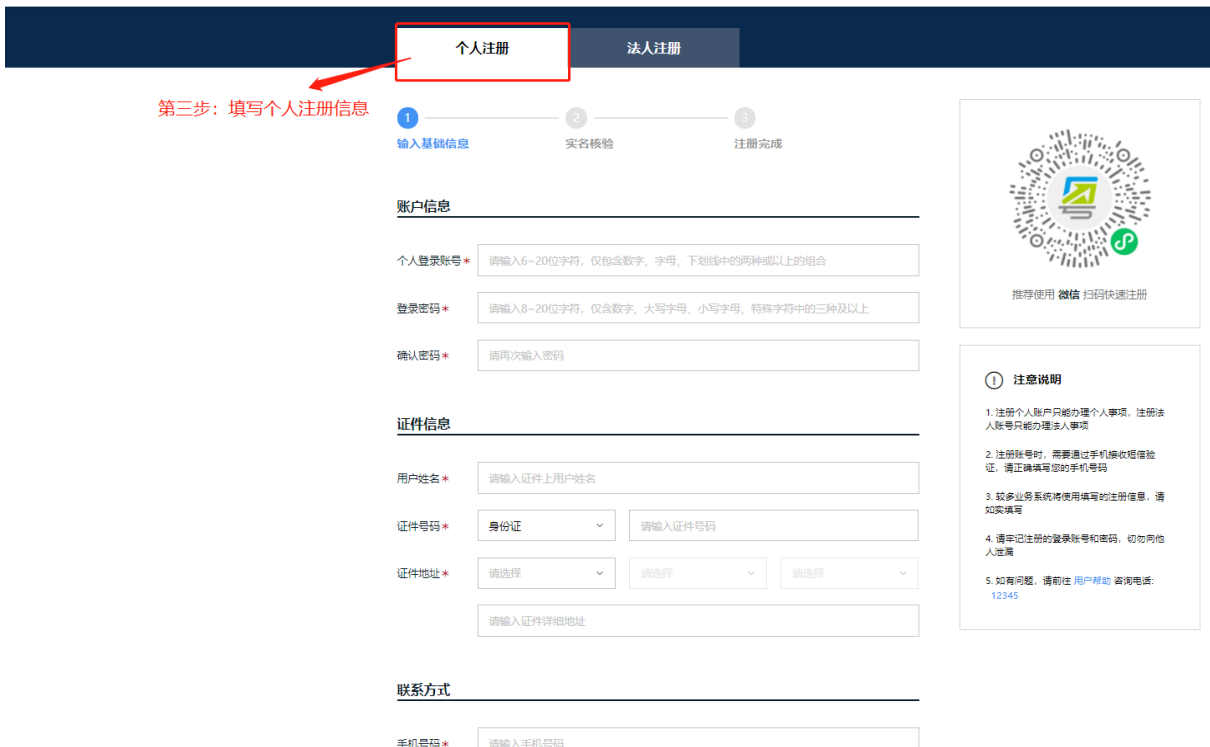 个人注册
法人注册
第三步：填写个人注册信息
1
2
3
输入基础信息
实名核验
注册完成
账户信息
个人登录账号*
请输入6~20位字符，仅包含数字、字母、下划线中的两种或以上的组合
登录密码*
请输入8~20位字符，仅含数字、大写字母、小写字母、特殊字符中的三种及以上
确认密码*
请再次输入密码
证件信息
用户姓名*
请输入证件上用户姓名
证件号码*
身份证
请输入证件号码
证件地址*
请选择
请选择
请选择
请输入证件详细地址
联系方式
手机号码*
请输入手机号码
推荐使用 微信 扫码快速注册
注意说明
1. 注册个人账户只能办理个人事项，注册法
人账号只能办理法人事项
2. 注册账号时，需要通过手机接收短信验
证，请正确填写您的手机号码
3. 较多业务系统将使用填写的注册信息，请
如实填写
4. 请牢记注册的登录账号和密码，切勿向他
人泄漏
5. 如有问题，请前往 用户帮助 咨询电话:
12345